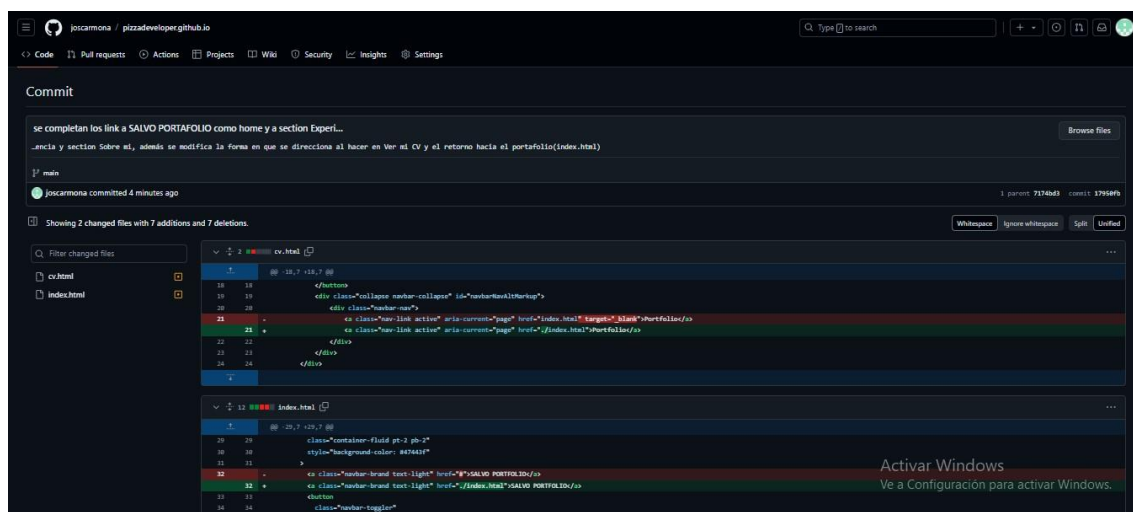 joscarmona / pizzadeveloper.github.io
Type / to search
Code Pull requests Actions Projects Wiki Security Insights Settings
Commit
se completan los link a SALVO PORTAFOLIO como home y a section Experi...
Browse files
…encia y section Sobre mi, además se modifica la forma en que se direcciona al hacer en Ver mi CV y el retorno hacia el portafolio(index.html)
main
joscarmona committed 4 minutes ago
1 parent 7174bd3 commit 17950fb
Showing 2 changed files with 7 additions and 7 deletions.
Whitespace Ignore whitespace Split Unified
Filter changed files
cv.html
index.html
2 cv.html
@@ -18,7 +18,7 @@
18 18 </button>
19 19 <div class="collapse navbar-collapse" id="navbarNavAltMarkup">
20 20 <div class="navbar-nav">
21 - <a class="nav-link active" aria-current="page" href="index.html" target="_blank">Portfolio</a>
21 + <a class="nav-link active" aria-current="page" href="./index.html">Portfolio</a>
22 22 </div>
23 23 </div>
24 24 </div>
12 index.html
@@ -29,7 +29,7 @@
29 29 class="container-fluid pt-2 pb-2"
30 30 style="background-color: #47443f"
31 31 >
32 - <a class="navbar-brand text-light" href="#">SALVO PORTFOLIO</a>
32 + <a class="navbar-brand text-light" href="./index.html">SALVO PORTFOLIO</a>
33 33 <button
34 34 class="navbar-toggler"
Activar Windows
Ve a Configuración para activar Windows.